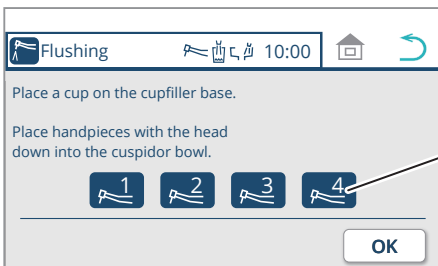 Flushing 10:00
Place a cup on the cupfiller base.
Place handpieces with the head
down into the cuspidor bowl.
1 2 3 4
OK